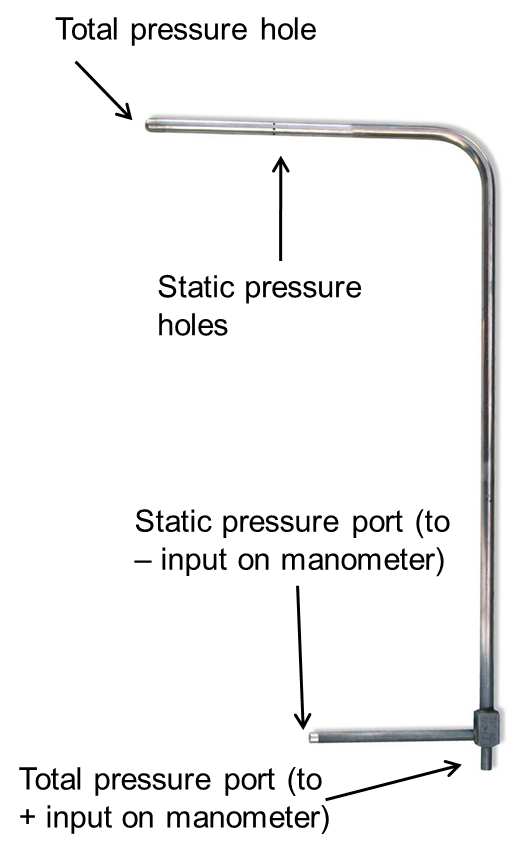 Total pressure hole
Static pressure
holes
Static pressure port (to
– input on manometer)
Total pressure port (to
+ input on manometer)